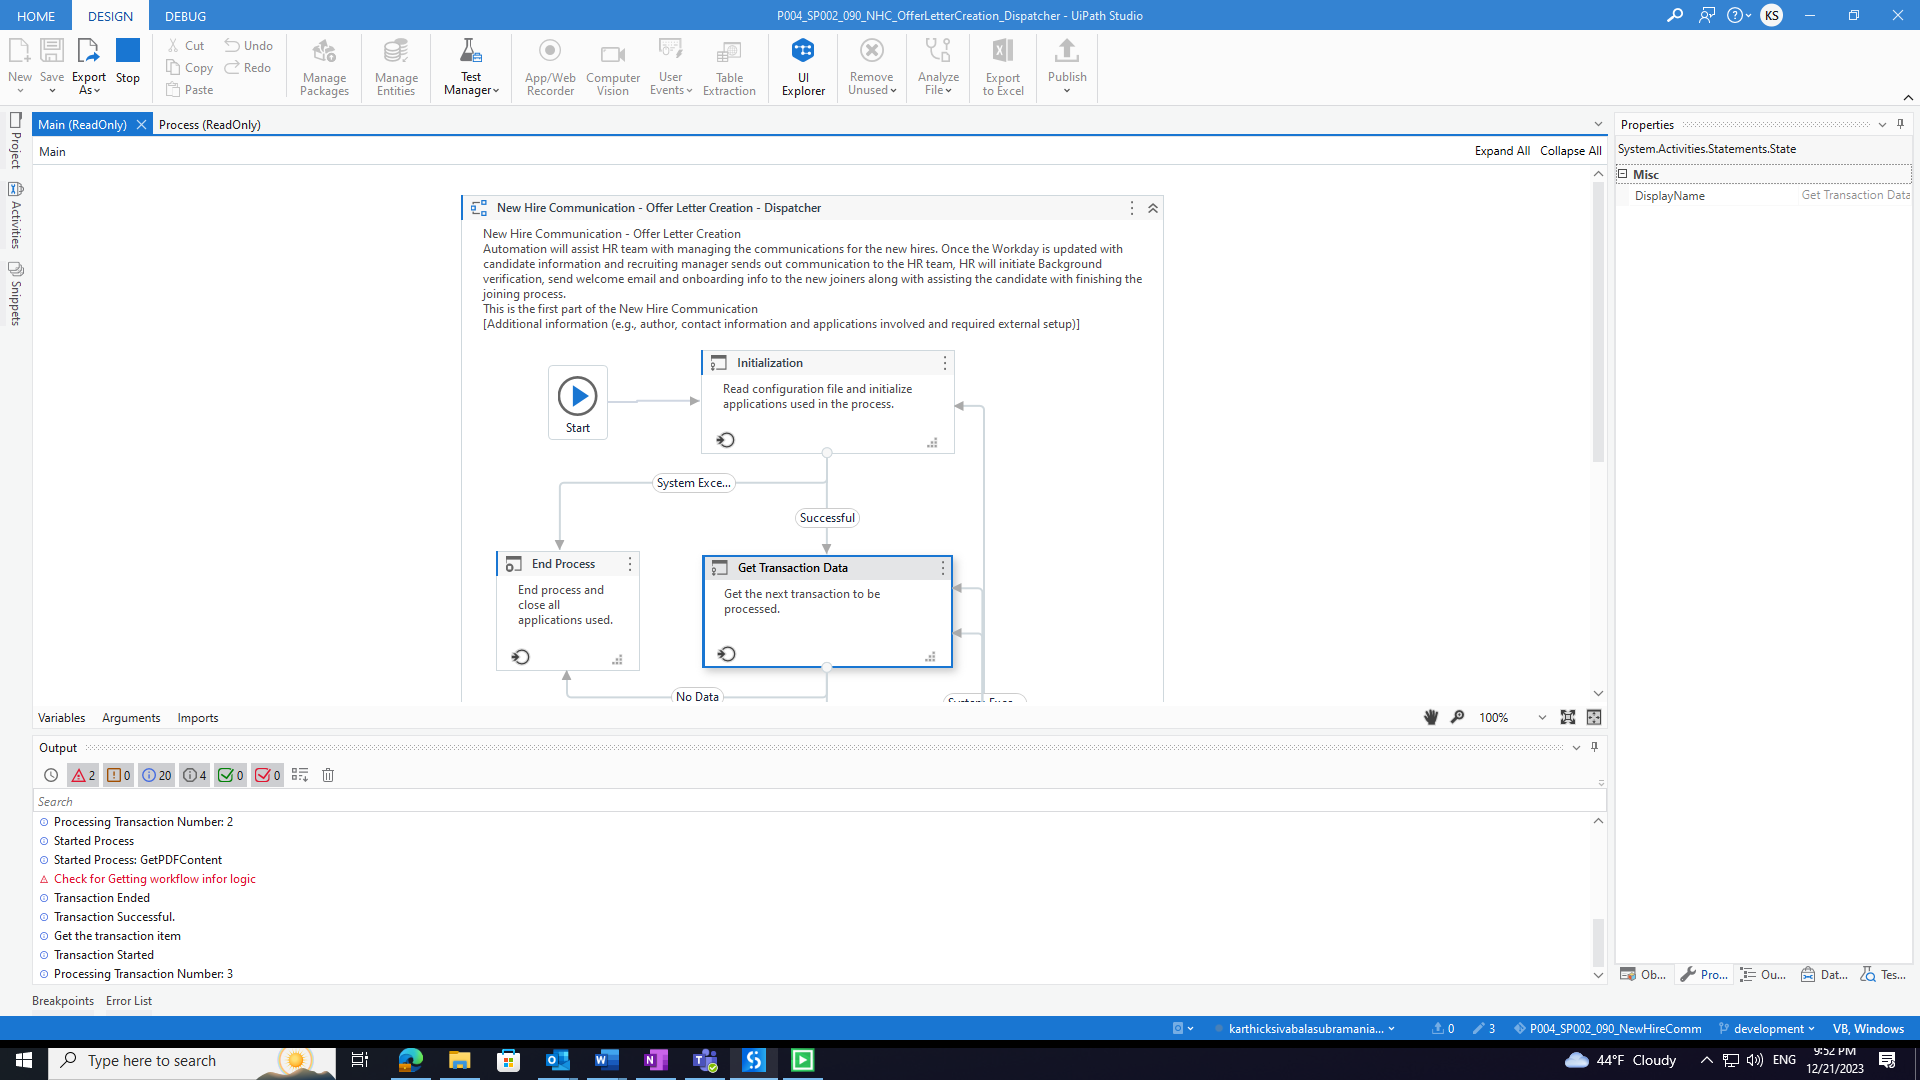 HOME
DESIGN
DEBUG
P004_SP002_090_NHC_OfferLetterCreation_Dispatcher - UiPath Studio
KS
New
Save
Export As
Stop
Cut
Copy
Paste
Undo
Redo
Manage Packages
Manage Entities
Test Manager
App/Web Recorder
Computer Vision
User Events
Table Extraction
UI Explorer
Remove Unused
Analyze File
Export to Excel
Publish
Project
Activities
Snippets
Main (ReadOnly)
Process (ReadOnly)
Main
Expand All
Collapse All
New Hire Communication - Offer Letter Creation - Dispatcher
New Hire Communication - Offer Letter Creation
Automation will assist HR team with managing the communications for the new hires. Once the Workday is updated with
candidate information and recruiting manager sends out communication to the HR team, HR will initiate Background
verification, send welcome email and onboarding info to the new joiners along with assisting the candidate with finishing the
joining process.
This is the first part of the New Hire Communication
[Additional information (e.g., author, contact information and applications involved and required external setup)]
Start
Initialization
Read configuration file and initialize
applications used in the process.
System Exce...
Successful
End Process
End process and
close all
applications used.
Get Transaction Data
Get the next transaction to be
processed.
No Data
System Exce...
Variables
Arguments
Imports
100%
Properties
System.Activities.Statements.State
Misc
DisplayName
Get Transaction Data
Output
2
0
20
4
0
0
Search
Processing Transaction Number: 2
Started Process
Started Process: GetPDFContent
Check for Getting workflow infor logic
Transaction Ended
Transaction Successful.
Get the transaction item
Transaction Started
Processing Transaction Number: 3
Ob...
Pro...
Ou...
Dat...
Tes...
Breakpoints
Error List
karthicksivabalasubramania...
0
3
P004_SP002_090_NewHireComm
development
VB, Windows
Type here to search
44°F Cloudy
ENG
9:52 PM
12/21/2023